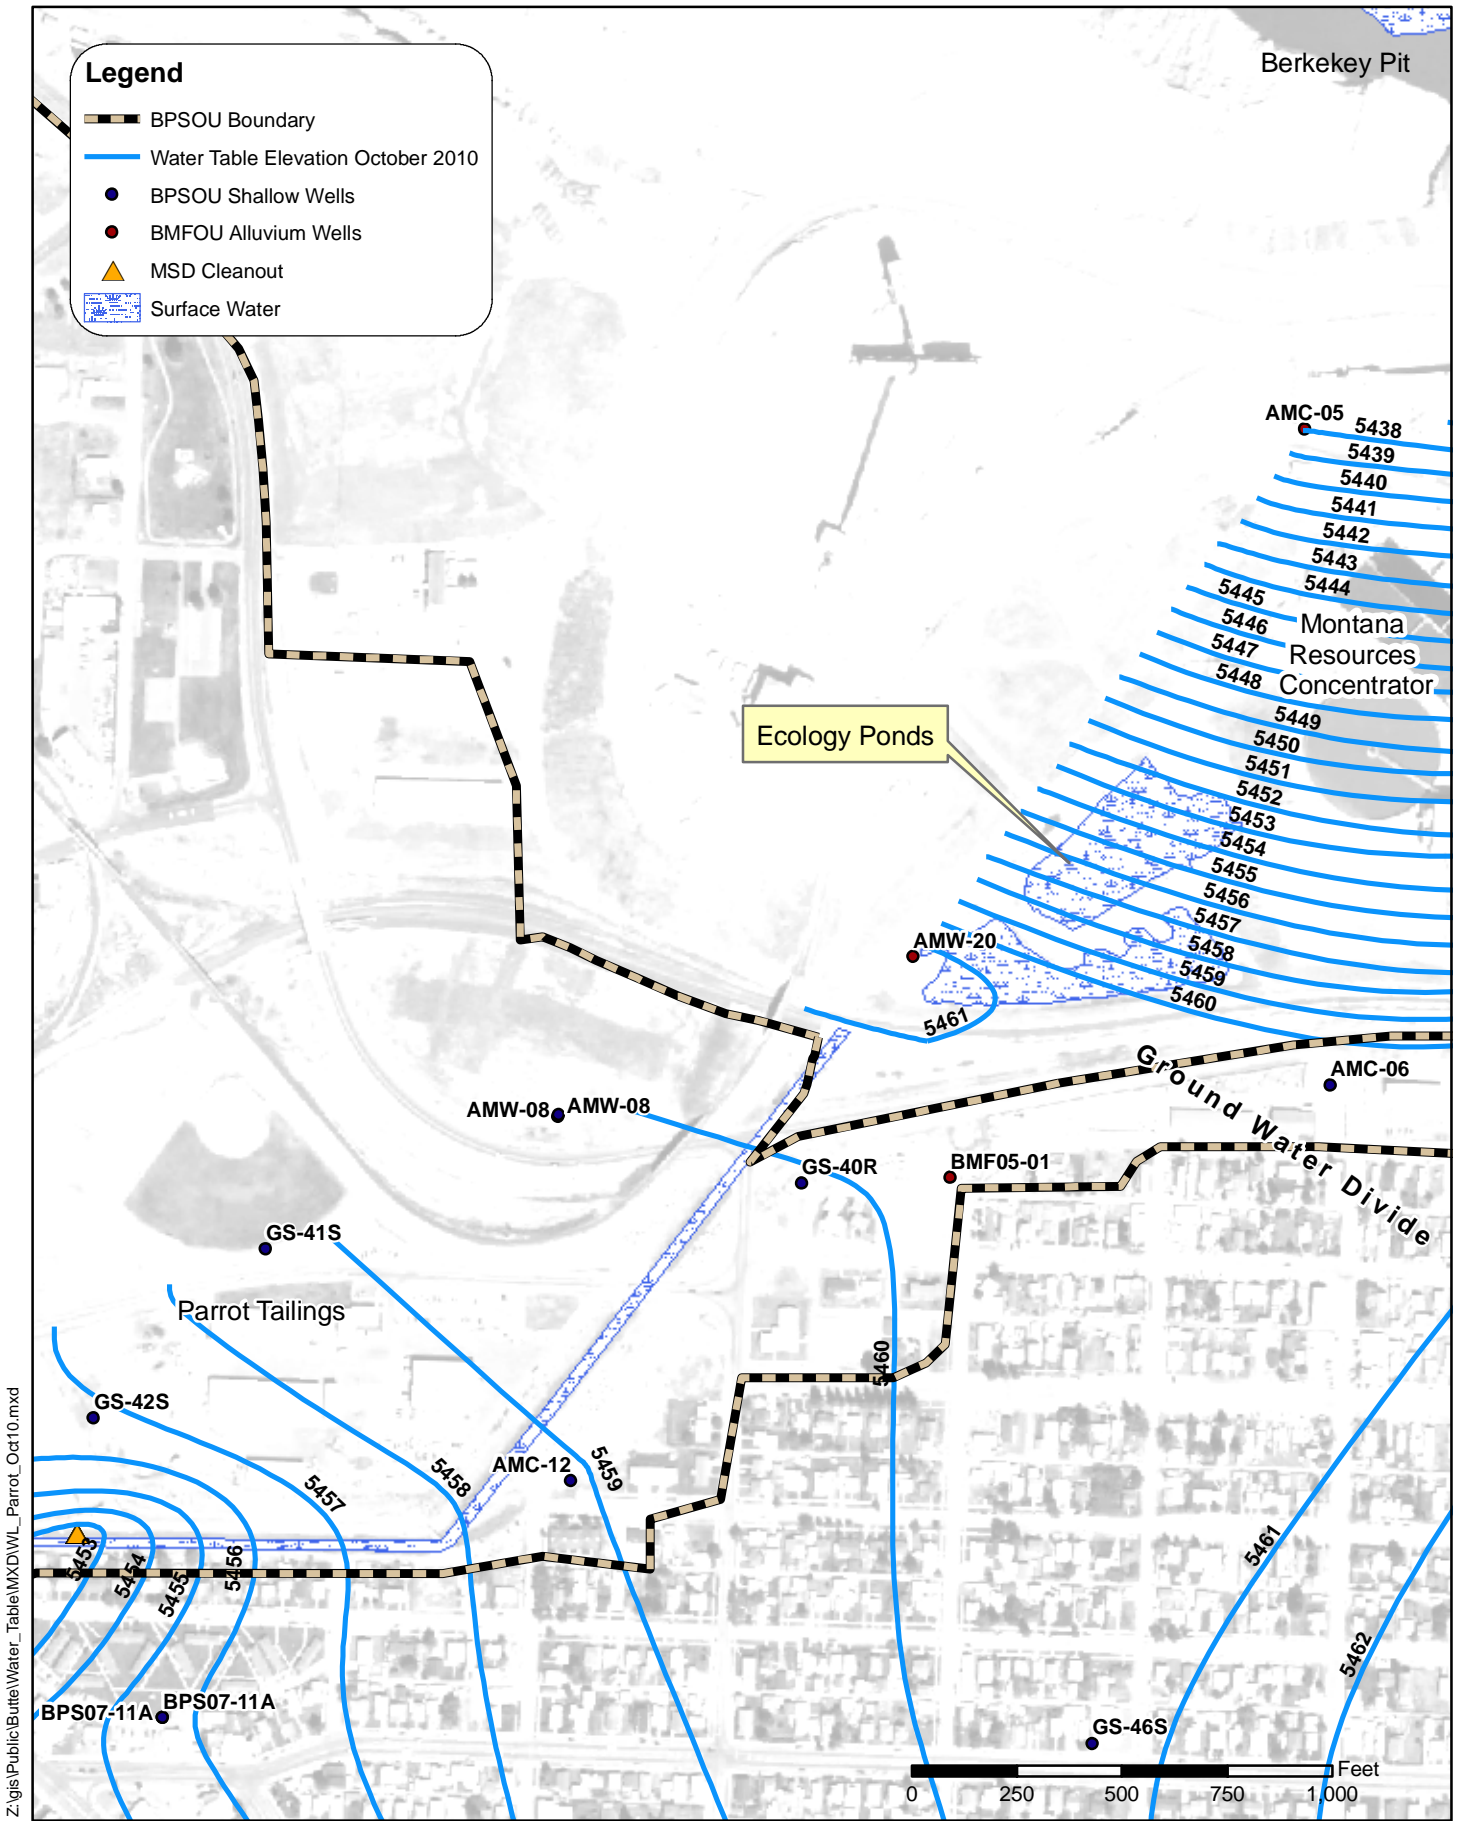 Berkekey Pit
Legend
BPSOU Boundary
Water Table Elevation October 2010
BPSOU Shallow Wells
BMFOU Alluvium Wells
MSD Cleanout
Surface Water
AMC-05
5438
5439
5440
5441
5442
5443
5444
5445
5446
5447
5448
Montana
Resources
Concentrator
5449
5450
5451
5452
5453
5454
5455
5456
5457
5458
5459
5460
Ecology Ponds
AMW-20
5461
Ground Water Divide
AMC-06
AMW-08
AMW-08
GS-40R
BMF05-01
GS-41S
Parrot Tailings
5460
GS-42S
AMC-12
5459
5458
5457
5456
5455
5454
5453
5461
5462
BPS07-11A
BPS07-11A
GS-46S
Feet
0 250 500 750 1,000
Z:\gis\Public\Butte\Water_Table\MXD\WL_Parrot_Oct10.mxd